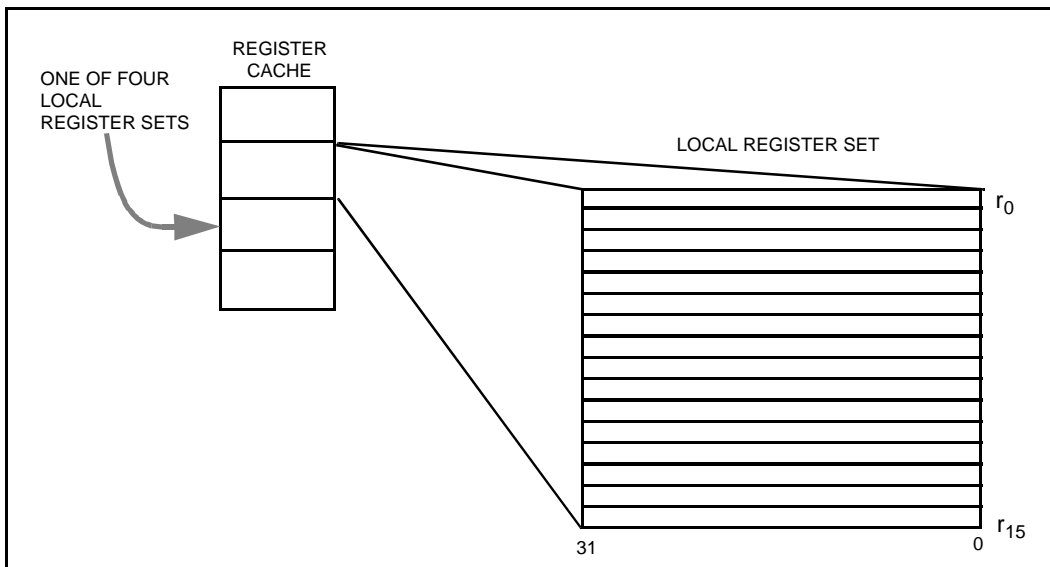 REGISTER
CACHE
ONE OF FOUR
LOCAL
REGISTER SETS
LOCAL REGISTER SET
r0
r15
31
0